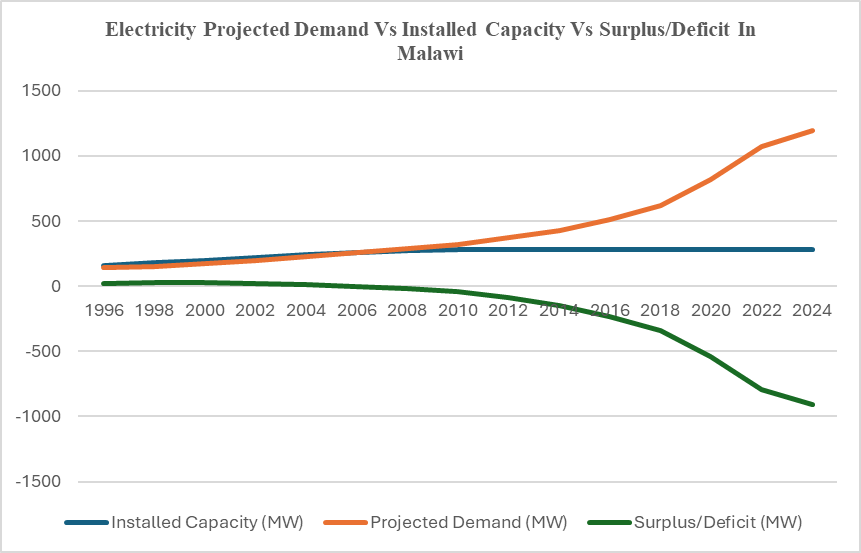 Electricity Projected Demand Vs Installed Capacity Vs Surplus/Deficit In
Malawi
1500
1000
500
0
1996 1998 2000 2002 2004 2006 2008 2010 2012 2014 2016 2018 2020 2022 2024
-500
-1000
-1500
Installed Capacity (MW) Projected Demand (MW) Surplus/Deficit (MW)